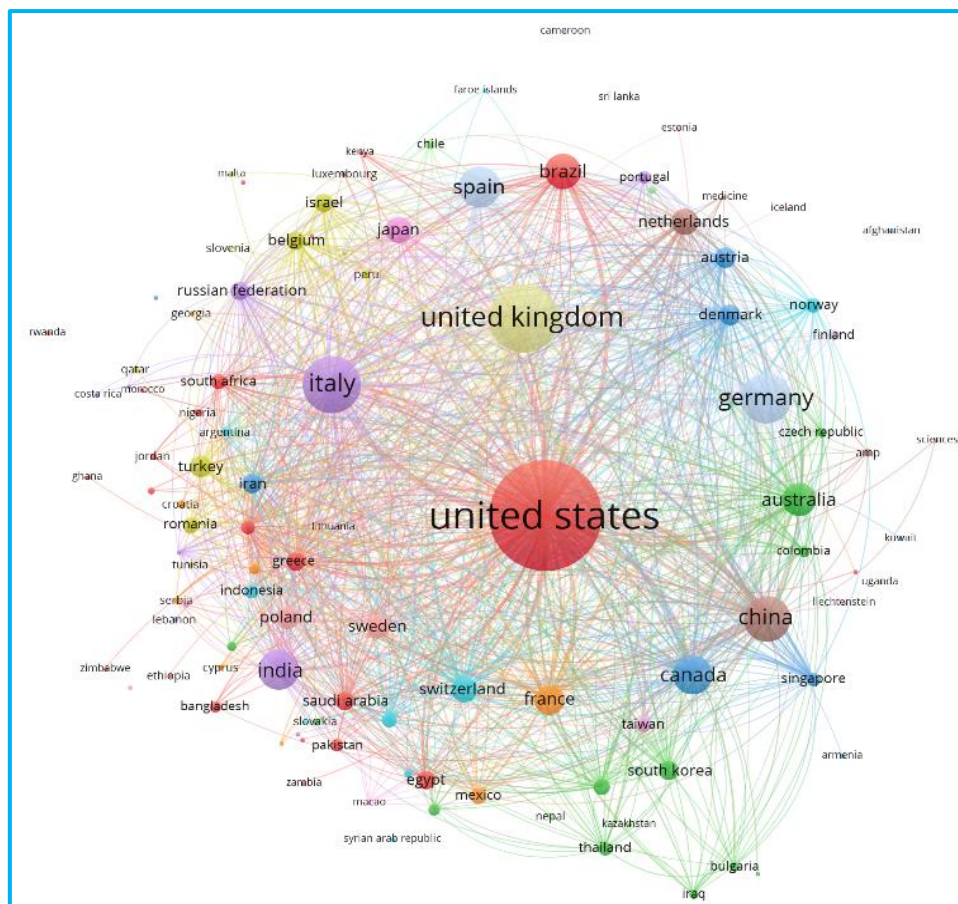 cameroon
faroe islands
sri lanka
estonia
chile
kenya
brazil
malta
luxembourg
spain
portugal
israel
medicine
iceland
japan
netherlands
belgium
afghanistan
slovenia
austria
peru
russian federation
norway
georgia
united kingdom
denmark
rwanda
finland
qatar
south africa
italy
costa rica
morocco
germany
nigeria
argentina
czech republic
sciences
jordan
amp
turkey
ghana
iran
australia
croatia
united states
romania
lithuania
kuwait
colombia
tunisia
greece
uganda
indonesia
serbia
liechtenstein
lebanon
poland
china
sweden
zimbabwe
cyprus
india
ethiopia
canada
singapore
switzerland
saudi arabia
france
bangladesh
slovakia
taiwan
pakistan
armenia
south korea
zambia
egypt
mexico
macao
nepal
kazakhstan
syrian arab republic
thailand
bulgaria
iraq